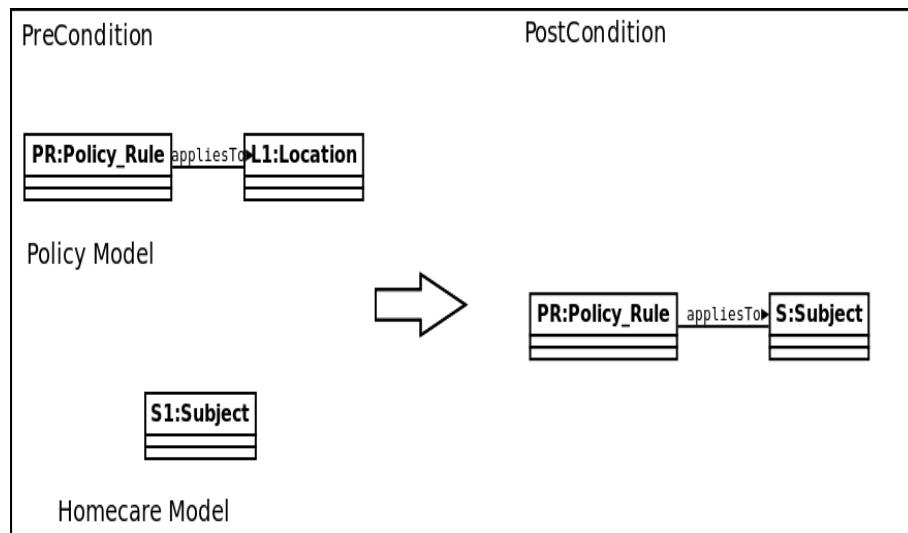 PreCondition
PostCondition
PR:Policy_Rule appliesTo L1:Location
Policy Model
PR:Policy_Rule appliesTo S:Subject
S1:Subject
Homecare Model